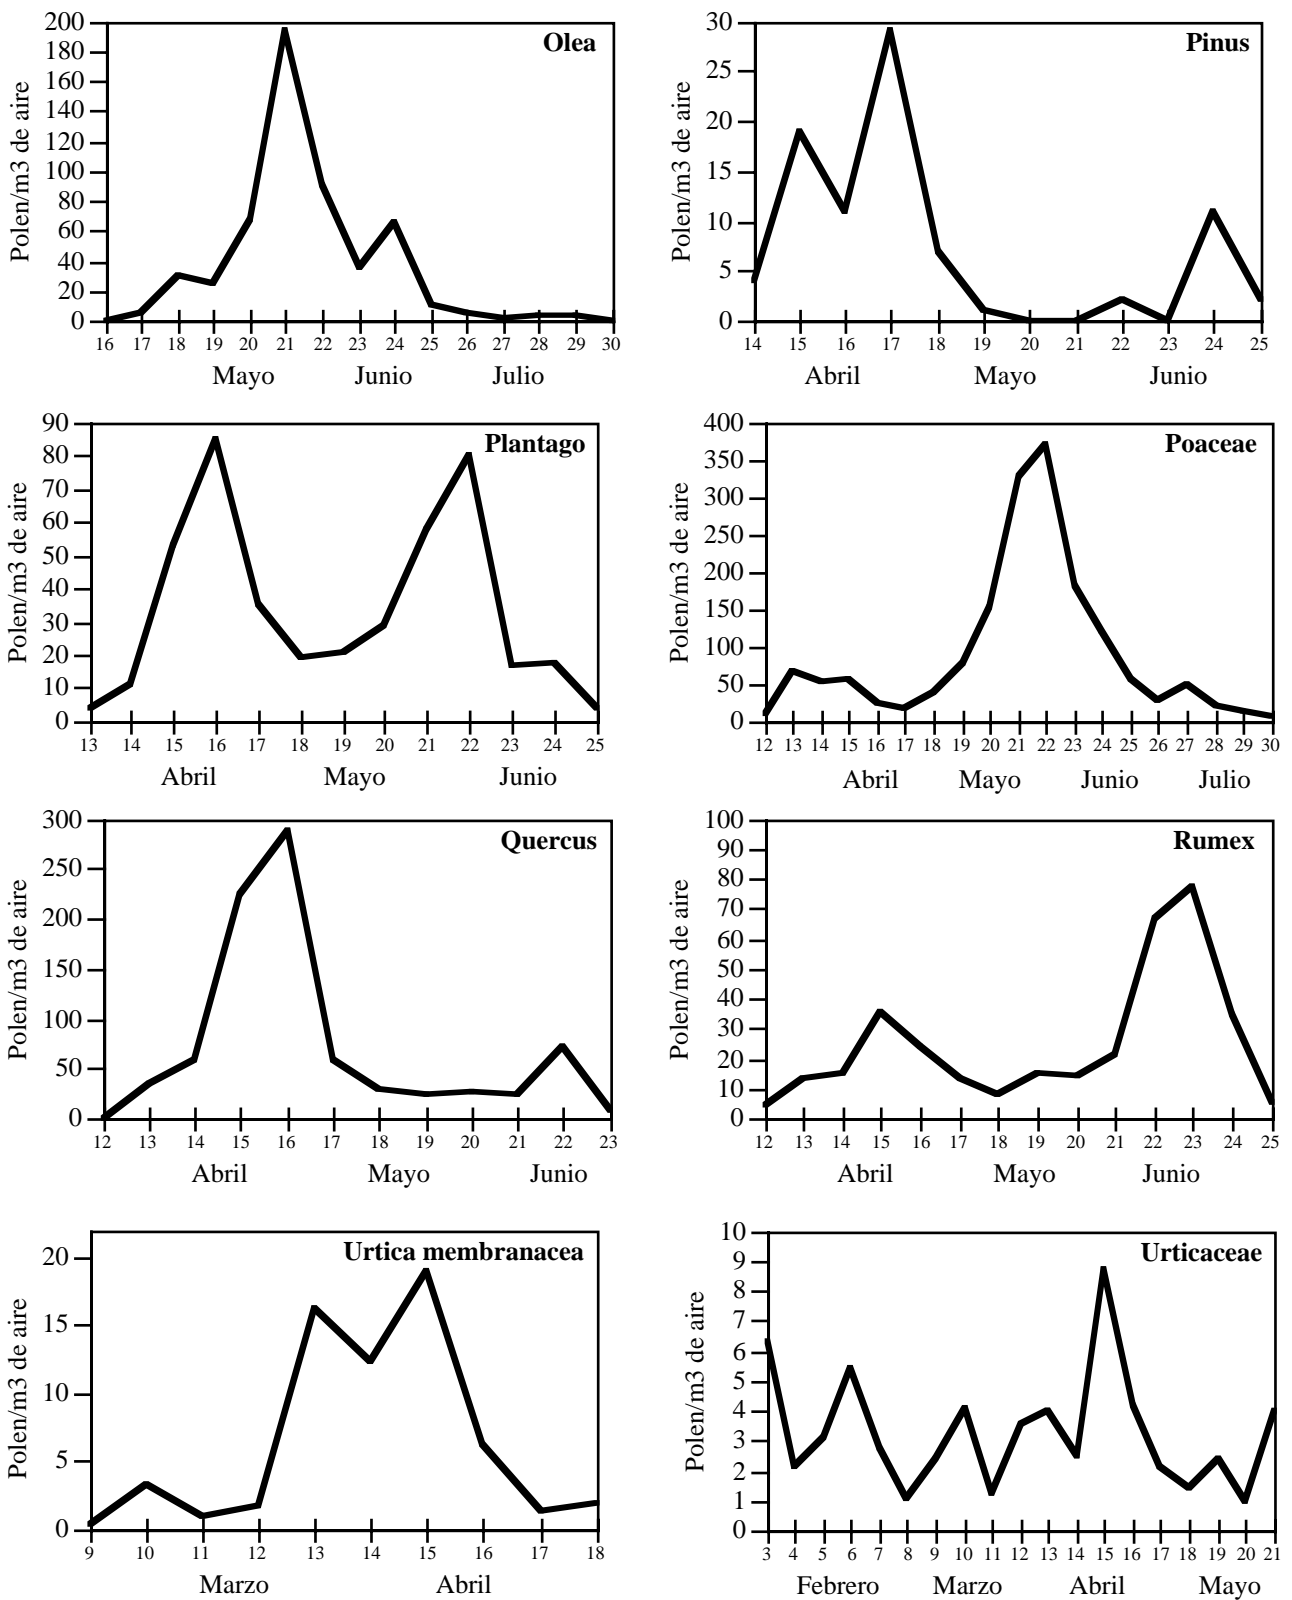 Olea
Polen/m3 de aire
200
180
160
140
120
100
80
60
40
20
0
16 17 18 19 20 21 22 23 24 25 26 27 28 29 30
Mayo Junio Julio
Pinus
Polen/m3 de aire
30
25
20
15
10
5
0
14 15 16 17 18 19 20 21 22 23 24 25
Abril Mayo Junio
Plantago
Polen/m3 de aire
90
80
70
60
50
40
30
20
10
0
13 14 15 16 17 18 19 20 21 22 23 24 25
Abril Mayo Junio
Poaceae
Polen/m3 de aire
400
350
300
250
200
150
100
50
0
12 13 14 15 16 17 18 19 20 21 22 23 24 25 26 27 28 29 30
Abril Mayo Junio Julio
Quercus
Polen/m3 de aire
300
250
200
150
100
50
0
12 13 14 15 16 17 18 19 20 21 22 23
Abril Mayo Junio
Rumex
Polen/m3 de aire
100
90
80
70
60
50
40
30
20
10
0
12 13 14 15 16 17 18 19 20 21 22 23 24 25
Abril Mayo Junio
Urtica membranacea
Polen/m3 de aire
20
15
10
5
0
9 10 11 12 13 14 15 16 17 18
Marzo Abril
Urticaceae
Polen/m3 de aire
10
9
8
7
6
5
4
3
2
1
0
3 4 5 6 7 8 9 10 11 12 13 14 15 16 17 18 19 20 21
Febrero Marzo Abril Mayo